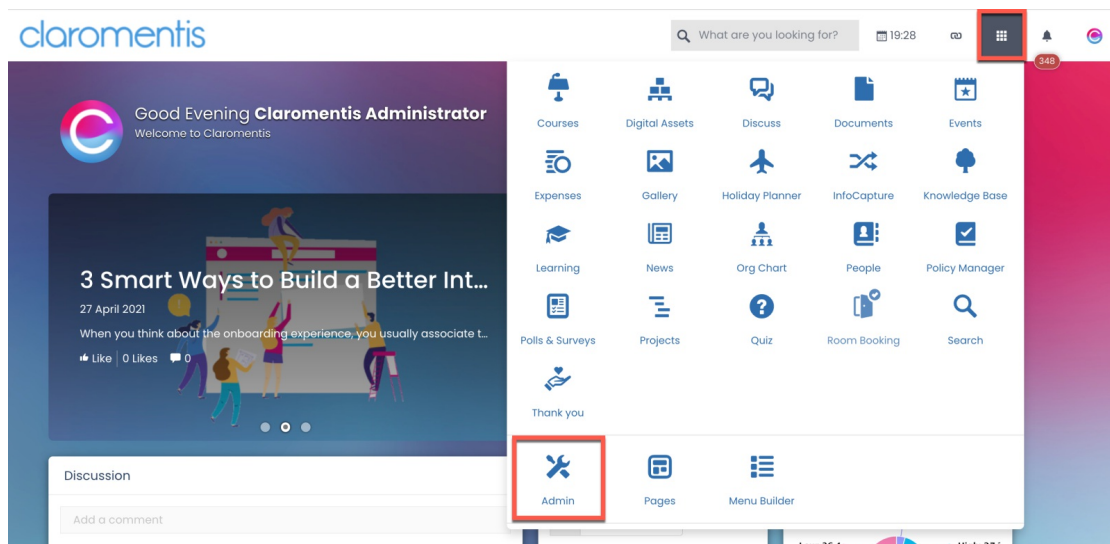 claromentis
What are you looking for?
19:28
348
Good Evening Claromentis Administrator
Welcome to Claromentis
3 Smart Ways to Build a Better Int...
27 April 2021
When you think about the onboarding experience, you usually associate t...
Like | 0 Likes 0
Discussion
Add a comment
Courses Digital Assets Discuss Documents Events
Expenses Gallery Holiday Planner InfoCapture Knowledge Base
Learning News Org Chart People Policy Manager
Polls & Surveys Projects Quiz Room Booking Search
Thank you
Admin Pages Menu Builder